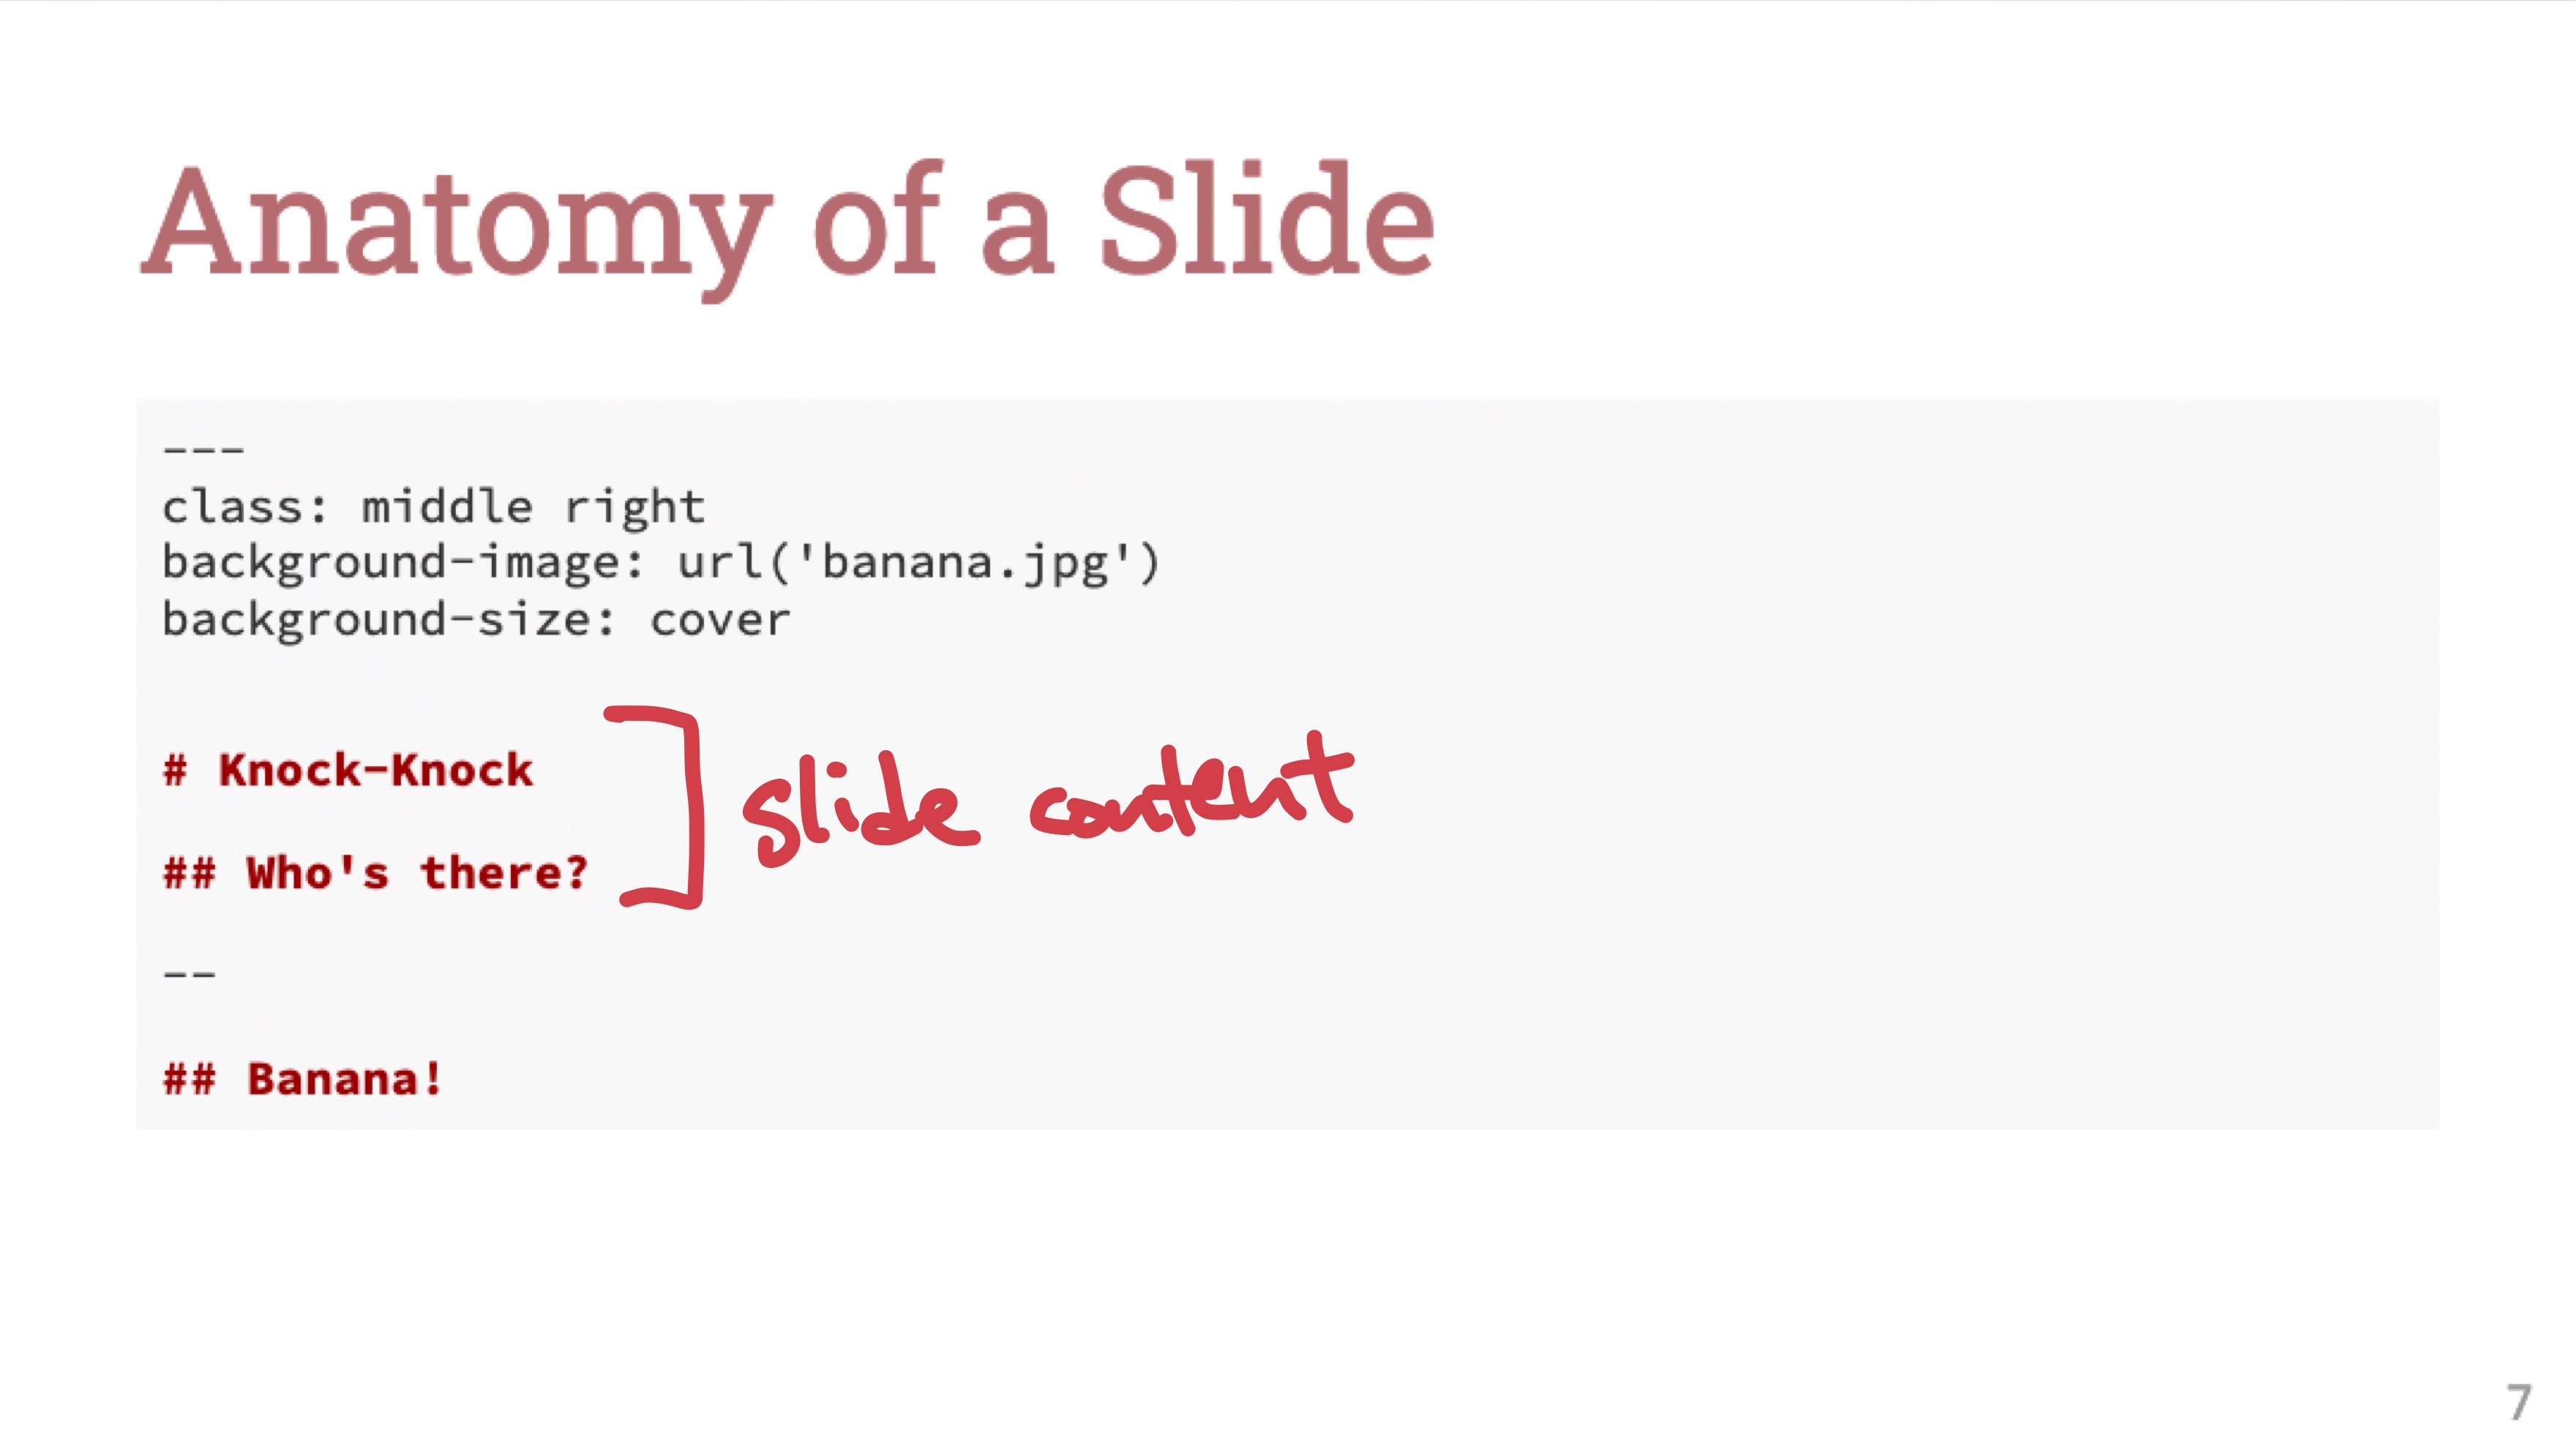 Anatomy of a Slide
---
class: middle right
background-image: url('banana.jpg')
background-size: cover
# Knock-Knock
slide content
## Who's there?
--
## Banana!
7